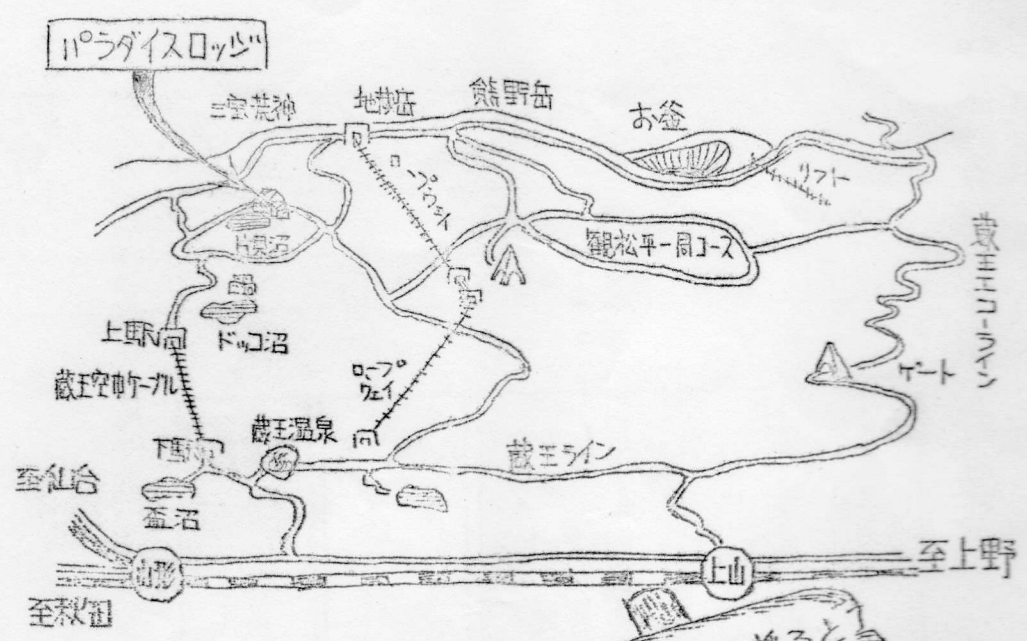 パラダイスロッジ
三宝荒神
地蔵岳
熊野岳
お釜
リフト
ロープウェイ
片貝沼
観松平一周コース
蔵王エコーライン
上駅
ドッコ沼
蔵王空中ケーブル
ロープ
ウェイ
ゲート
下駅
蔵王温泉
蔵王ライン
至仙台
盃沼
山形
上山
至上野
至秋田